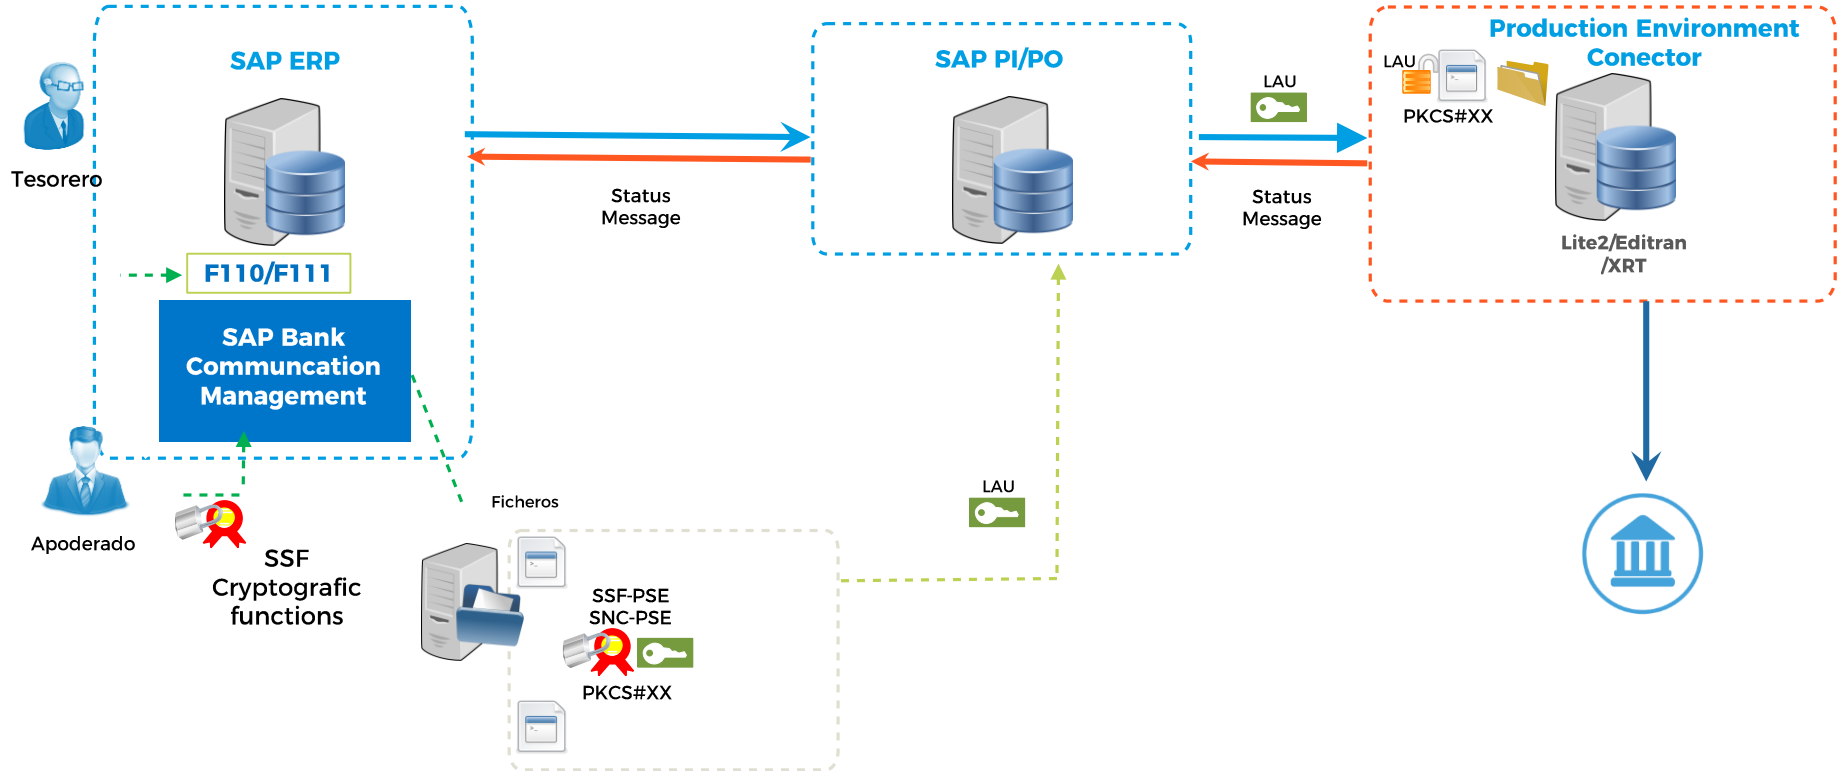 SAP ERP
Tesorero
F110/F111
SAP Bank
Communcation
Management
Apoderado
SSF
Cryptografic
functions
Status
Message
SAP PI/PO
LAU
Status
Message
Production Environment
Conector
LAU
PKCS#XX
Lite2/Editran
/XRT
Ficheros
SSF-PSE
SNC-PSE
PKCS#XX
LAU